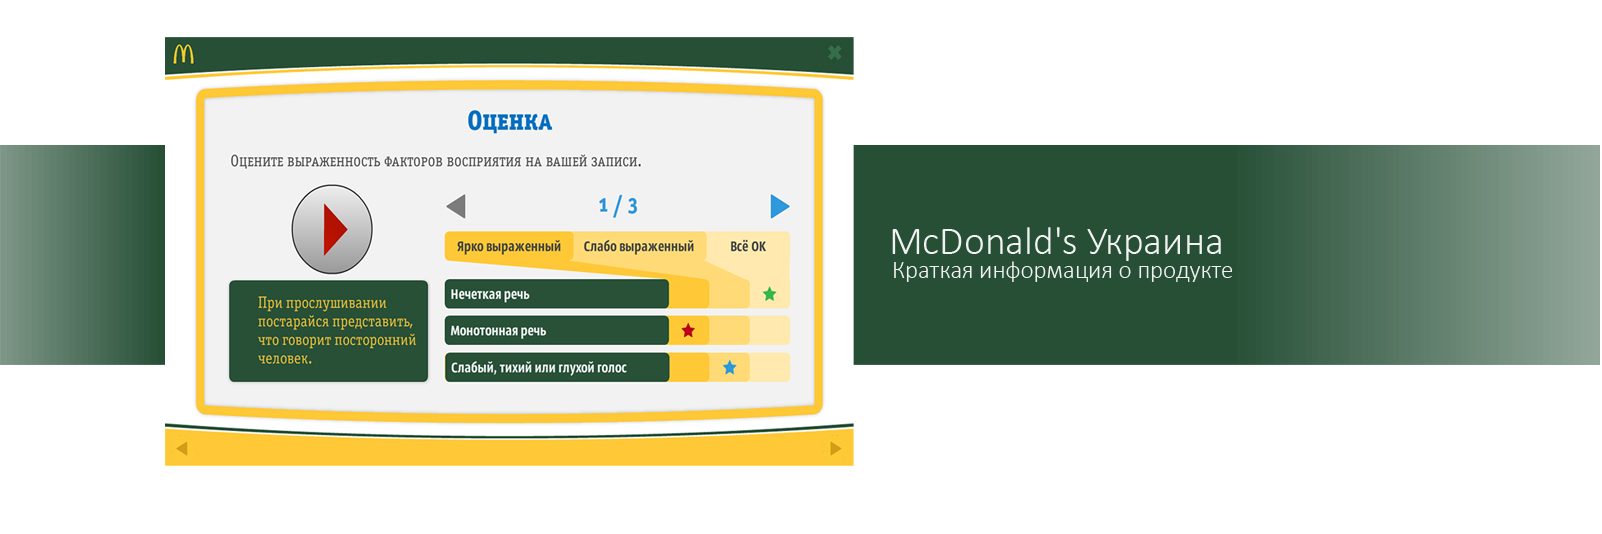 Оценка
Оцените выраженность факторов восприятия на вашей записи.
1 / 3
Ярко выраженный Слабо выраженный Всё ОК
Нечеткая речь
Монотонная речь
Слабый, тихий или глухой голос
При прослушивании
постарайся представить,
что говорит посторонний
человек.
McDonald's Украина
Краткая информация о продукте